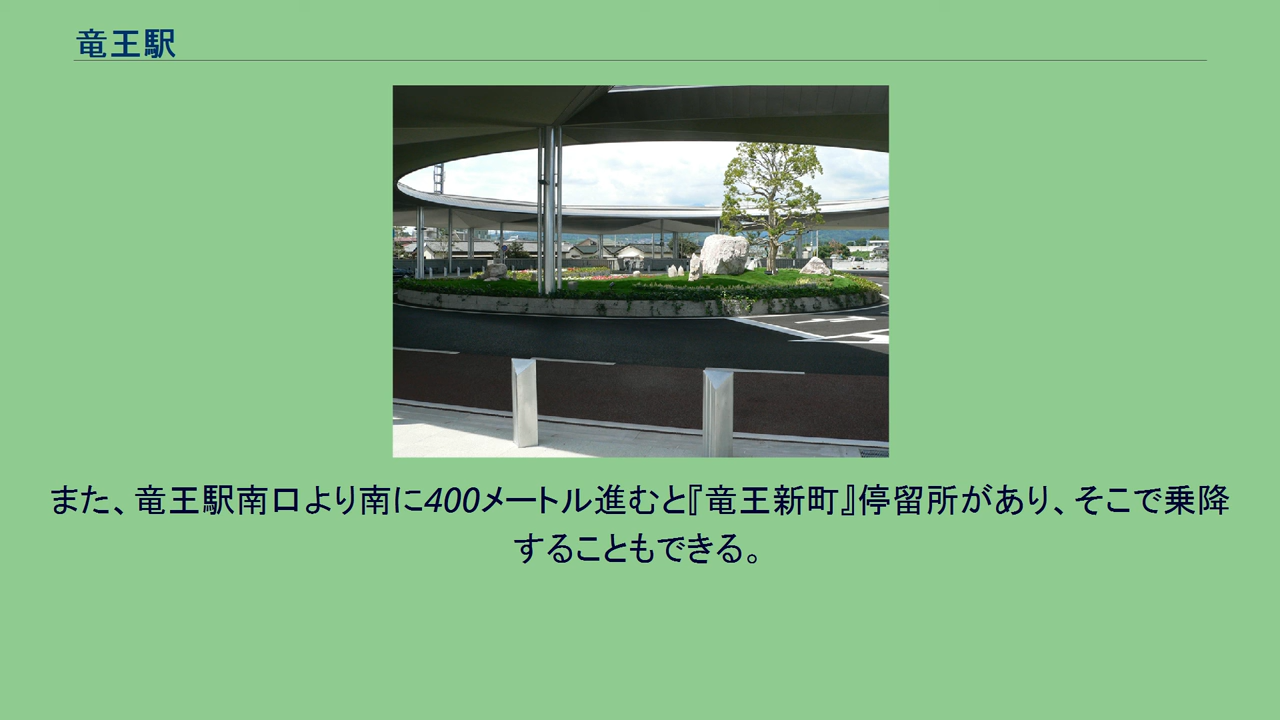 竜王駅
また、竜王駅南口より南に400メートル進むと『竜王新町』停留所があり、そこで乗降
することもできる。